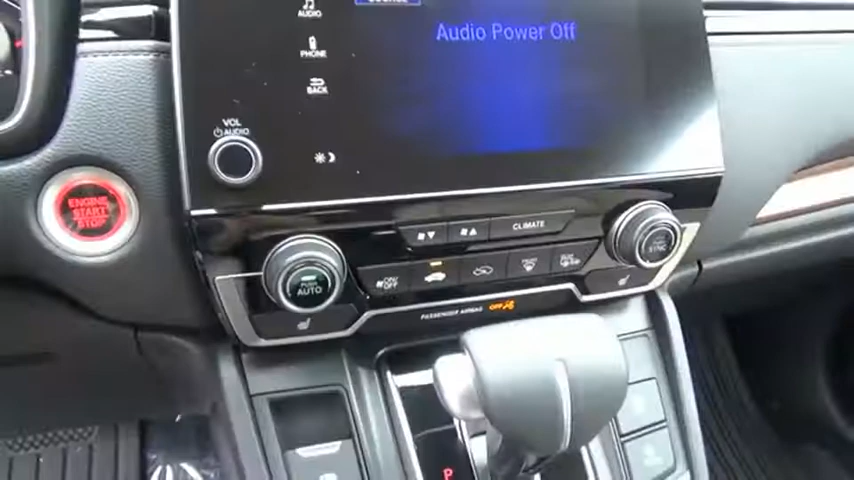 AUDIO
Audio Power Off
PHONE
BACK
VOL
AUDIO
ENGINE
START
STOP
CLIMATE
SYNC
ON/OFF
PUSH
AUTO
PASSENGER AIRBAG OFF
P